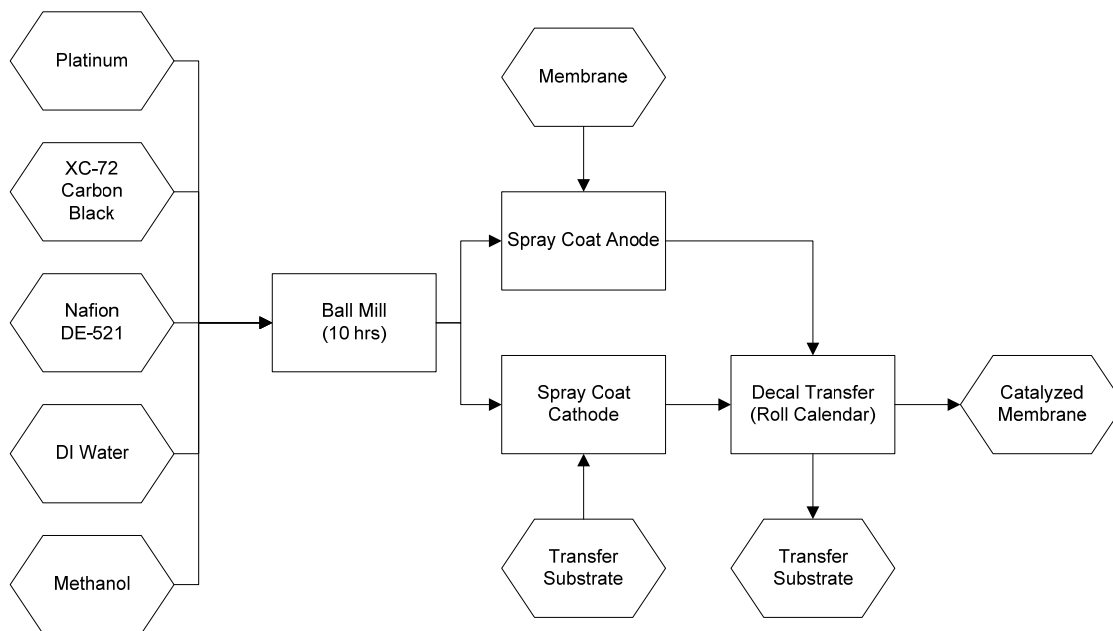 Platinum
XC-72
Carbon
Black
Nafion
DE-521
DI Water
Methanol
Ball Mill
(10 hrs)
Membrane
Spray Coat Anode
Spray Coat
Cathode
Transfer
Substrate
Decal Transfer
(Roll Calendar)
Transfer
Substrate
Catalyzed
Membrane